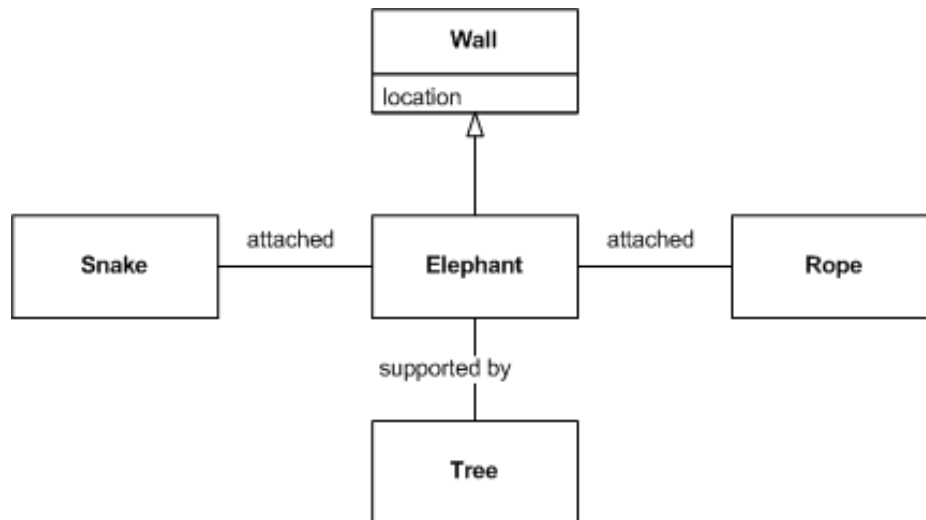 Wall
location
attached
attached
Snake
Elephant
Rope
supported by
Tree